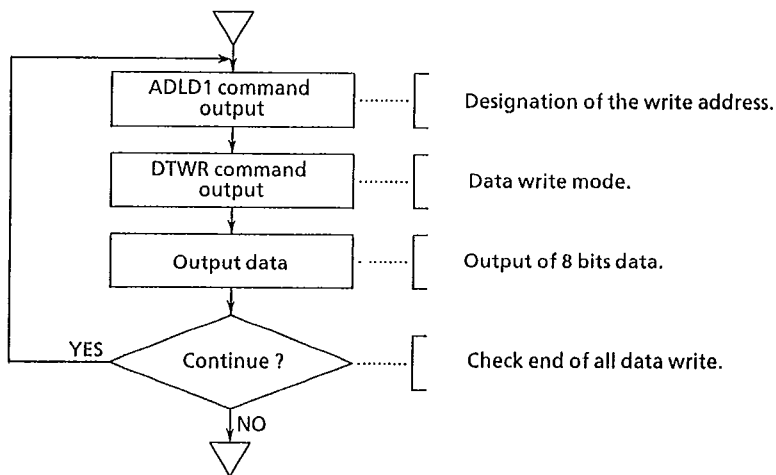 ADLD1 command
output
Designation of the write address.
DTWR command
output
Data write mode.
Output data
Output of 8 bits data.
YES
Continue ?
Check end of all data write.
NO